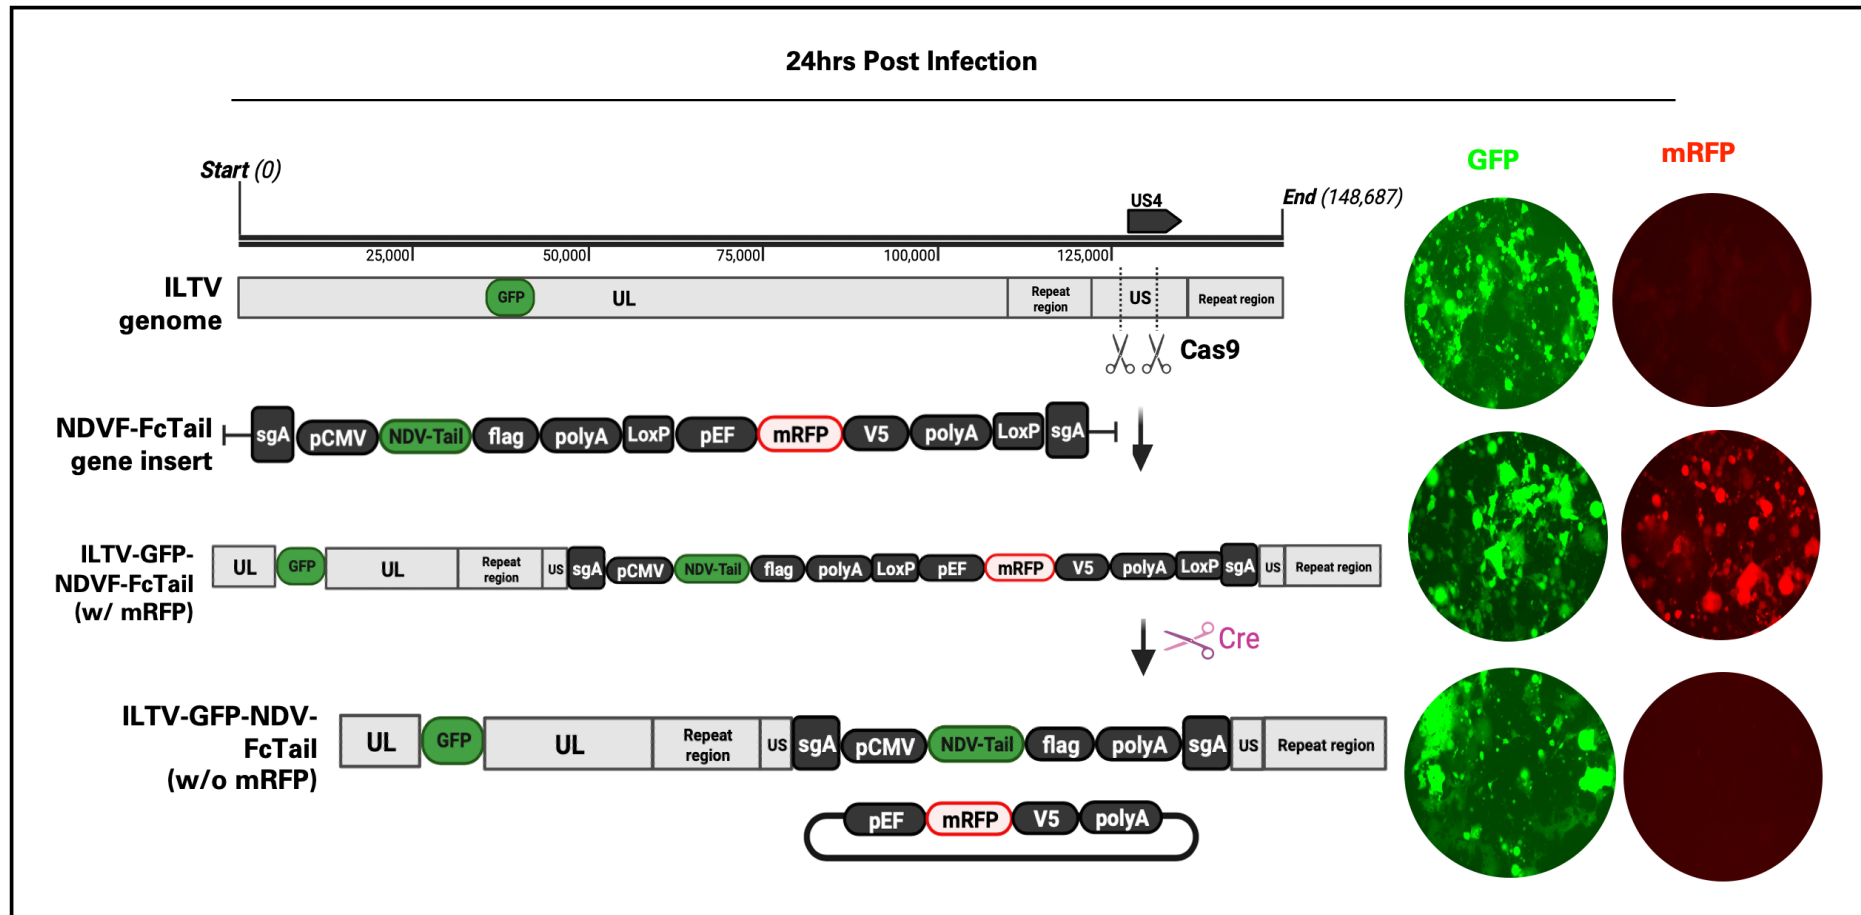 24hrs Post Infection
GFP mRFP
Start (0)
US4
End (148,687)
25,000 50,000 75,000 100,000 125,000
ILTV
genome
GFP UL Repeat
region US Repeat region
Cas9
NDVF-FcTail
gene insert
sgA pCMV NDV-Tail flag polyA LoxP pEF mRFP V5 polyA LoxP sgA
ILTV-GFP-
NDVF-FcTail
(w/ mRFP)
UL GFP UL Repeat
region US sgA pCMV NDV-Tail flag polyA LoxP pEF mRFP V5 polyA LoxP sgA US Repeat region
Cre
ILTV-GFP-NDV-
FcTail
(w/o mRFP)
UL GFP UL Repeat
region US sgA pCMV NDV-Tail flag polyA sgA US Repeat region
pEF mRFP V5 polyA